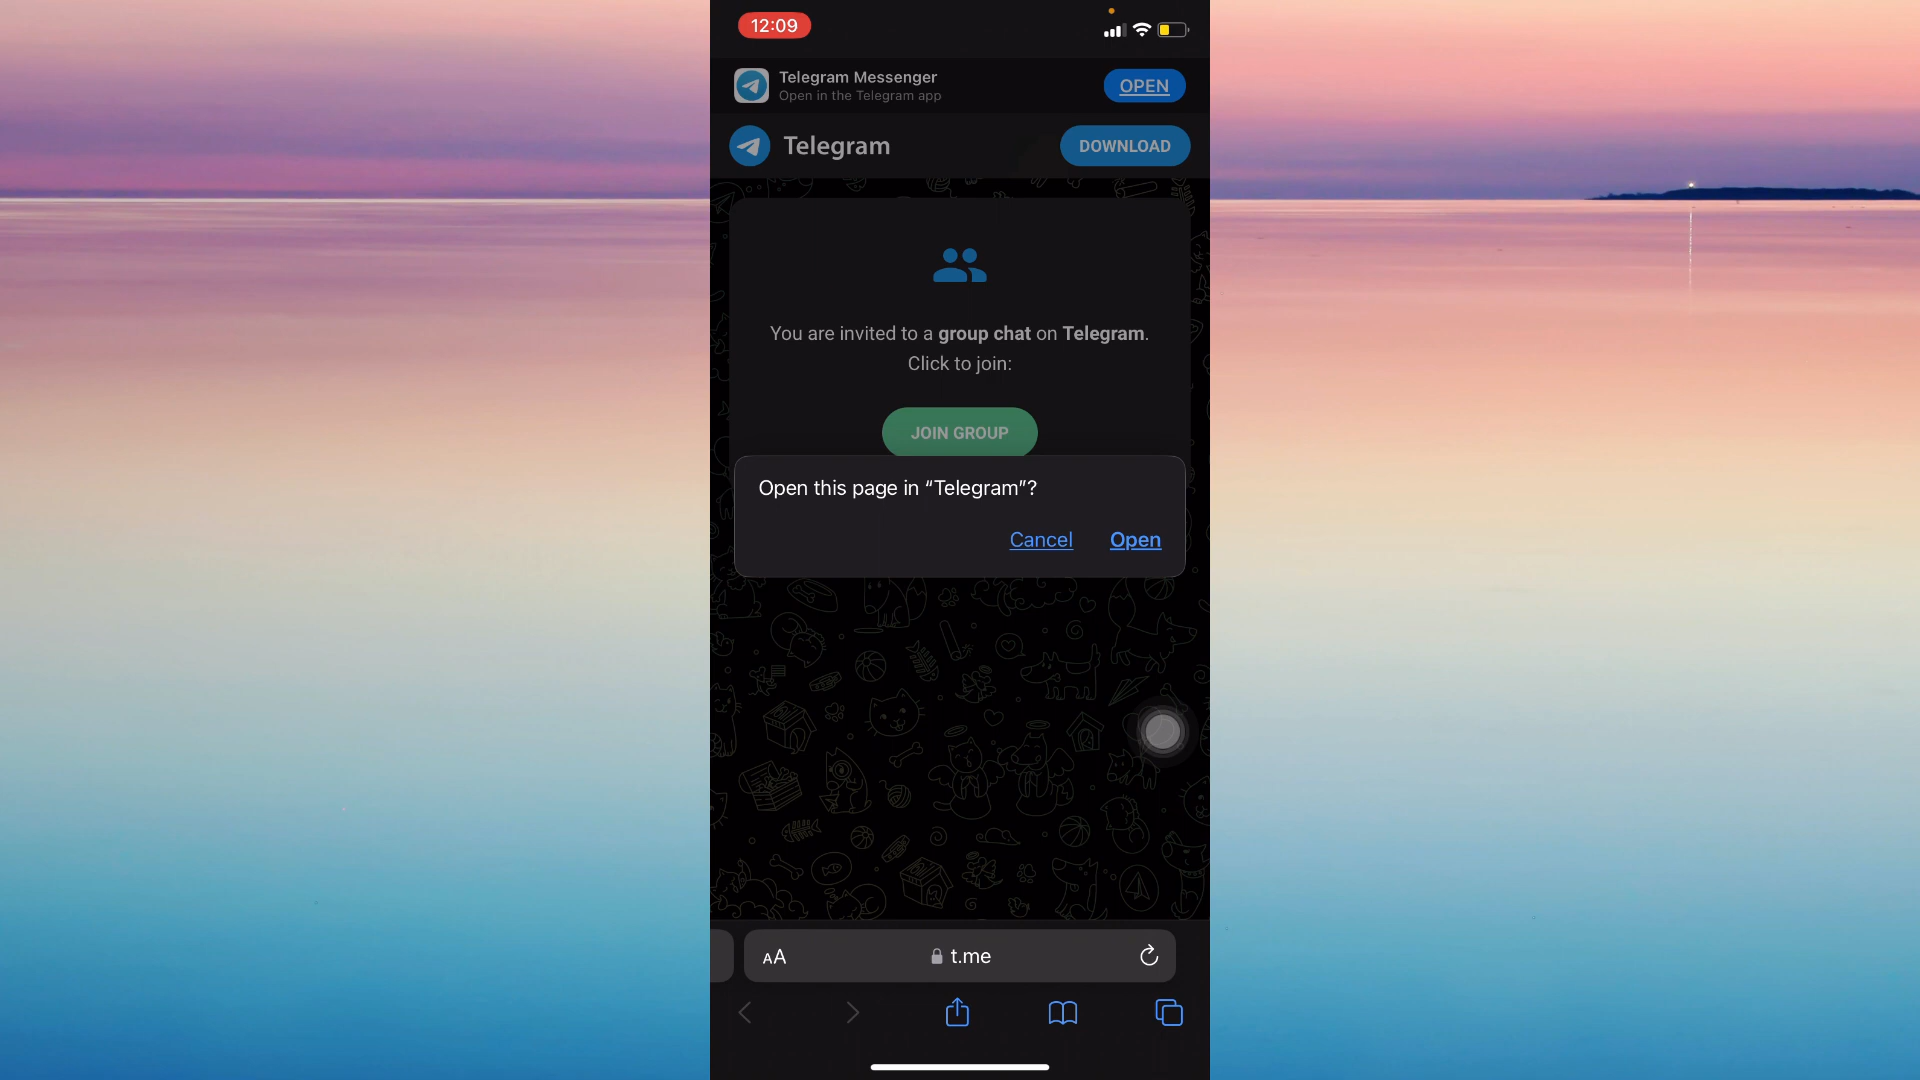 12:09
Telegram Messenger
Open in the Telegram app
OPEN
Telegram
DOWNLOAD
You are invited to a group chat on Telegram.
Click to join:
JOIN GROUP
Open this page in “Telegram”?
Cancel Open
AA t.me